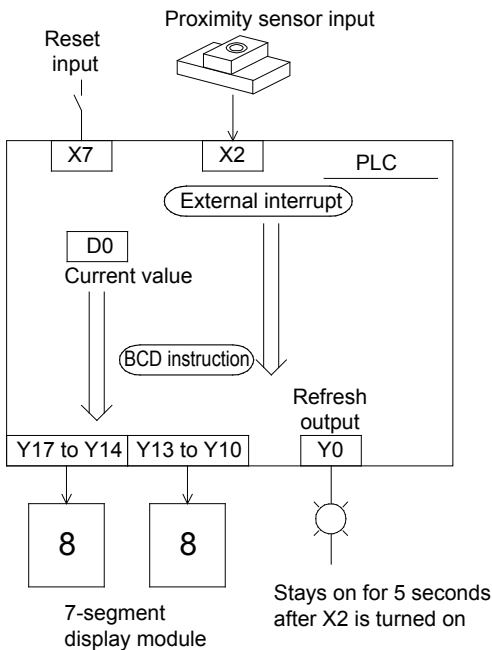 Proximity sensor input
Reset
input
X7
X2
PLC
External interrupt
D0
Current value
BCD instruction
Refresh
output
Y17 to Y14
Y13 to Y10
Y0
8
8
7-segment
display module
Stays on for 5 seconds
after X2 is turned on